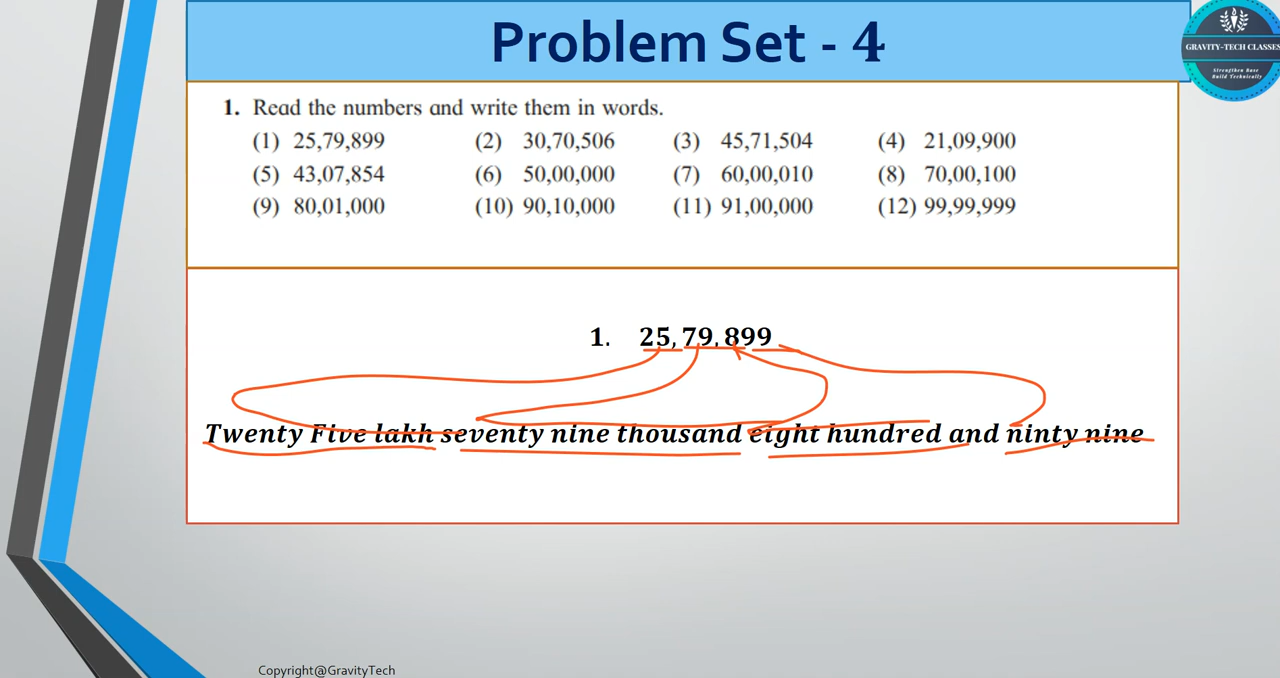 Problem Set - 4
GRAVITY-TECH CLASSES
Strengthen Base
Build Technically
1. Read the numbers and write them in words.
(1) 25,79,899 (2) 30,70,506 (3) 45,71,504 (4) 21,09,900
(5) 43,07,854 (6) 50,00,000 (7) 60,00,010 (8) 70,00,100
(9) 80,01,000 (10) 90,10,000 (11) 91,00,000 (12) 99,99,999
1. 25,79,899
Twenty Five lakh seventy nine thousand eight hundred and ninty nine
Copyright@GravityTech